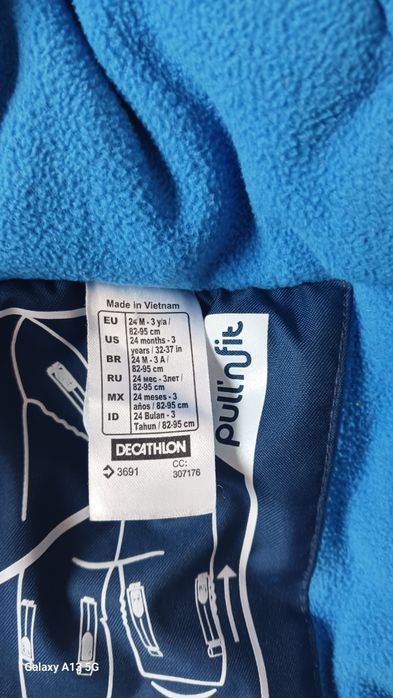 Made in Vietnam
EU 24 M - 3 y/a /
82-95 cm
US 24 months - 3
years / 32-37 in
BR 24 M - 3 A /
82-95 cm
RU 24 мес - 3лет /
82-95 cm
MX 24 meses - 3
años / 82-95 cm
ID 24 Bulan - 3
Tahun / 82-95 cm
DECATHLON
3691
CC:
307176
pull'n fit
Galaxy A13 5G